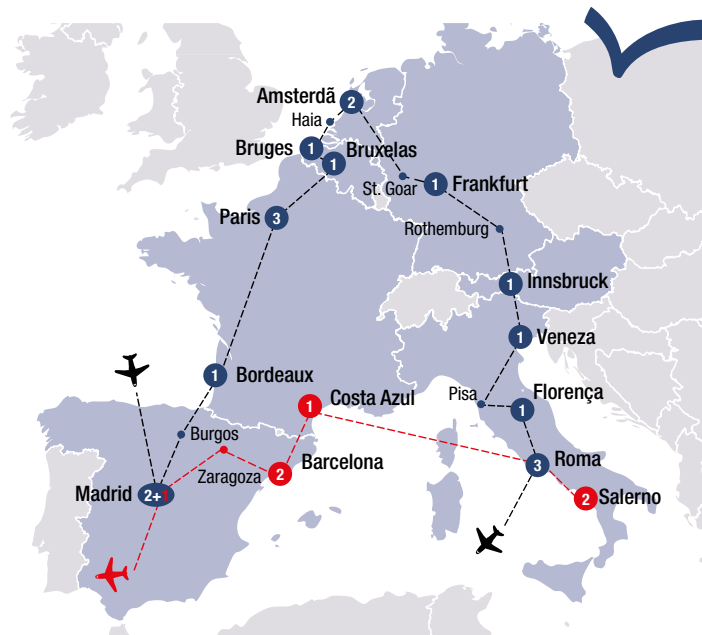 Amsterdã
2
Haia
Bruges
1
Bruxelas
1
St. Goar
1
Frankfurt
Paris
3
Rothemburg
1
Innsbruck
1
Veneza
1
Bordeaux
Costa Azul
1
Pisa
1
Florença
Burgos
Zaragoza
Barcelona
2
3
Roma
Madrid
2+1
2
Salerno